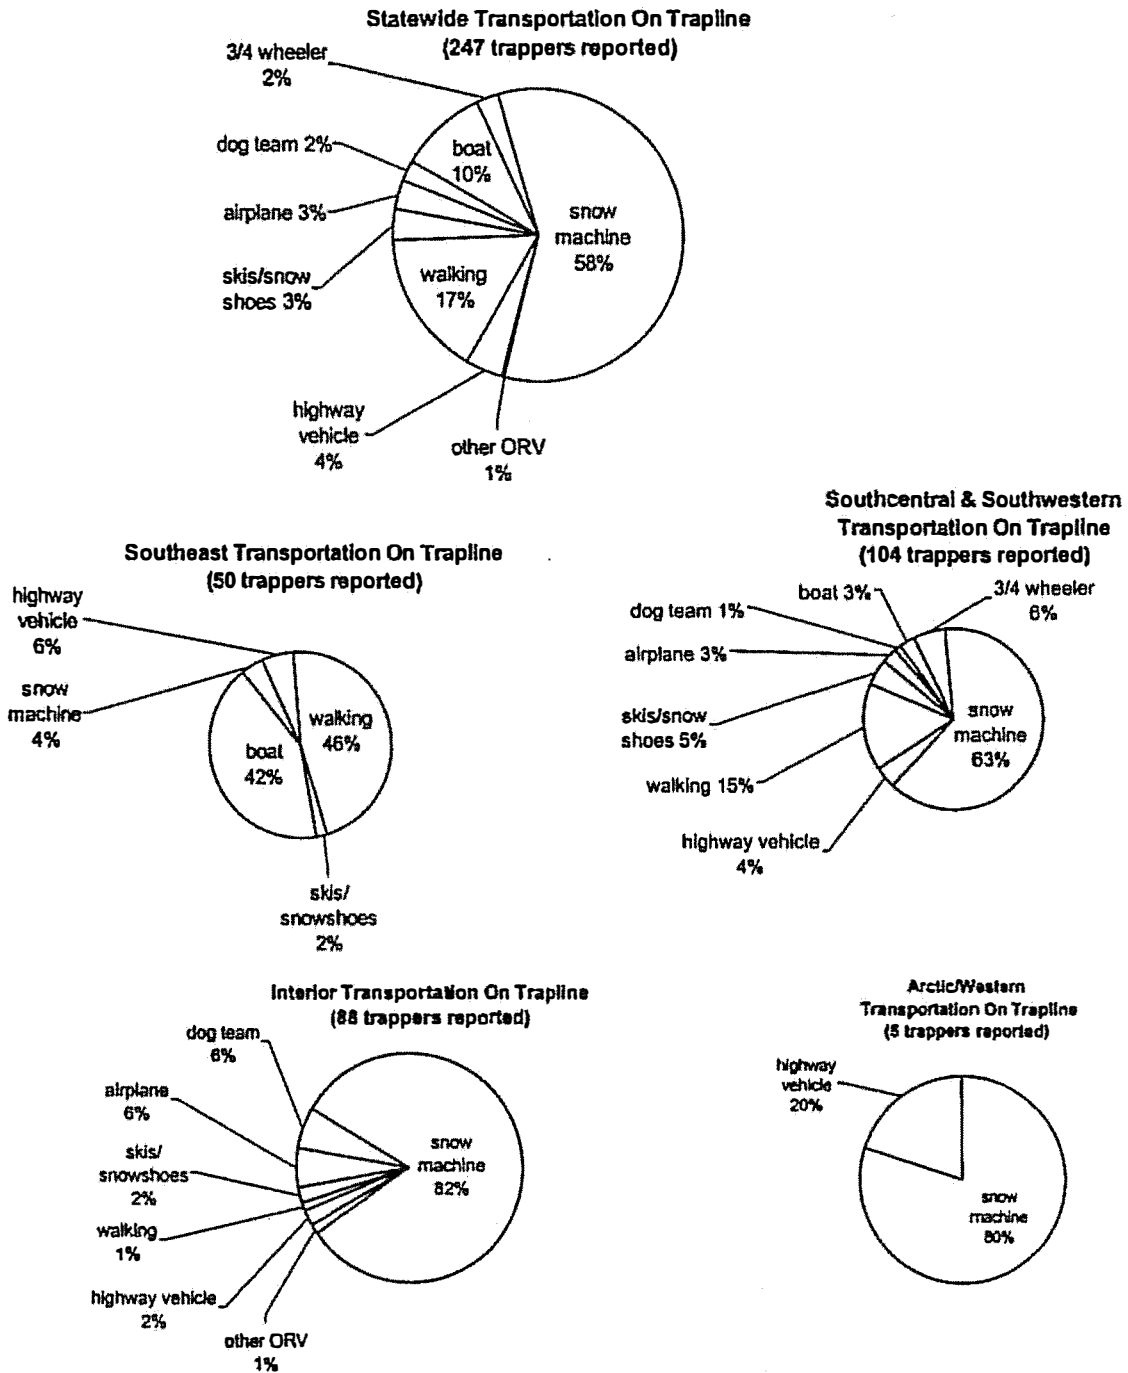 Statewide Transportation On Trapline
(247 trappers reported)
3/4 wheeler
2%
dog team 2%
boat
10%
airplane 3%
snow
machine
58%
skis/snow
shoes 3%
walking
17%
highway
vehicle
4%
other ORV
1%
Southeast Transportation On Trapline
(50 trappers reported)
highway
vehicle
6%
snow
machine
4%
walking
46%
boat
42%
skis/
snowshoes
2%
Southcentral & Southwestern
Transportation On Trapline
(104 trappers reported)
boat 3%
3/4 wheeler
6%
dog team 1%
airplane 3%
skis/snow
shoes 5%
snow
machine
63%
walking 15%
highway vehicle
4%
Interior Transportation On Trapline
(88 trappers reported)
dog team
6%
airplane
6%
snow
machine
82%
skis/
snowshoes
2%
walking
1%
highway vehicle
2%
other ORV
1%
Arctic/Western
Transportation On Trapline
(5 trappers reported)
highway
vehicle
20%
snow
machine
80%